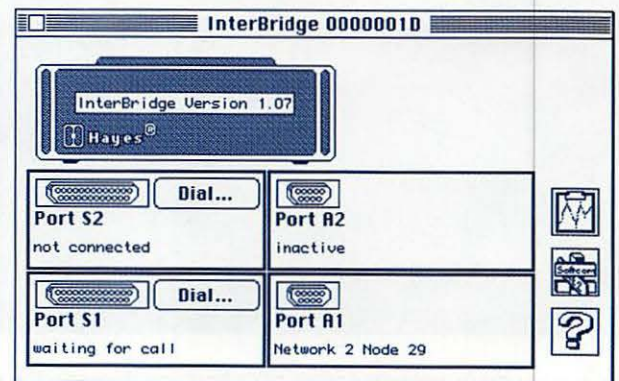 InterBridge 0000001D
InterBridge Version 1.07
Hayes®
Dial...
Port S2
not connected
Port A2
inactive
Dial...
Port S1
waiting for call
Port A1
Network 2 Node 29
Softcom